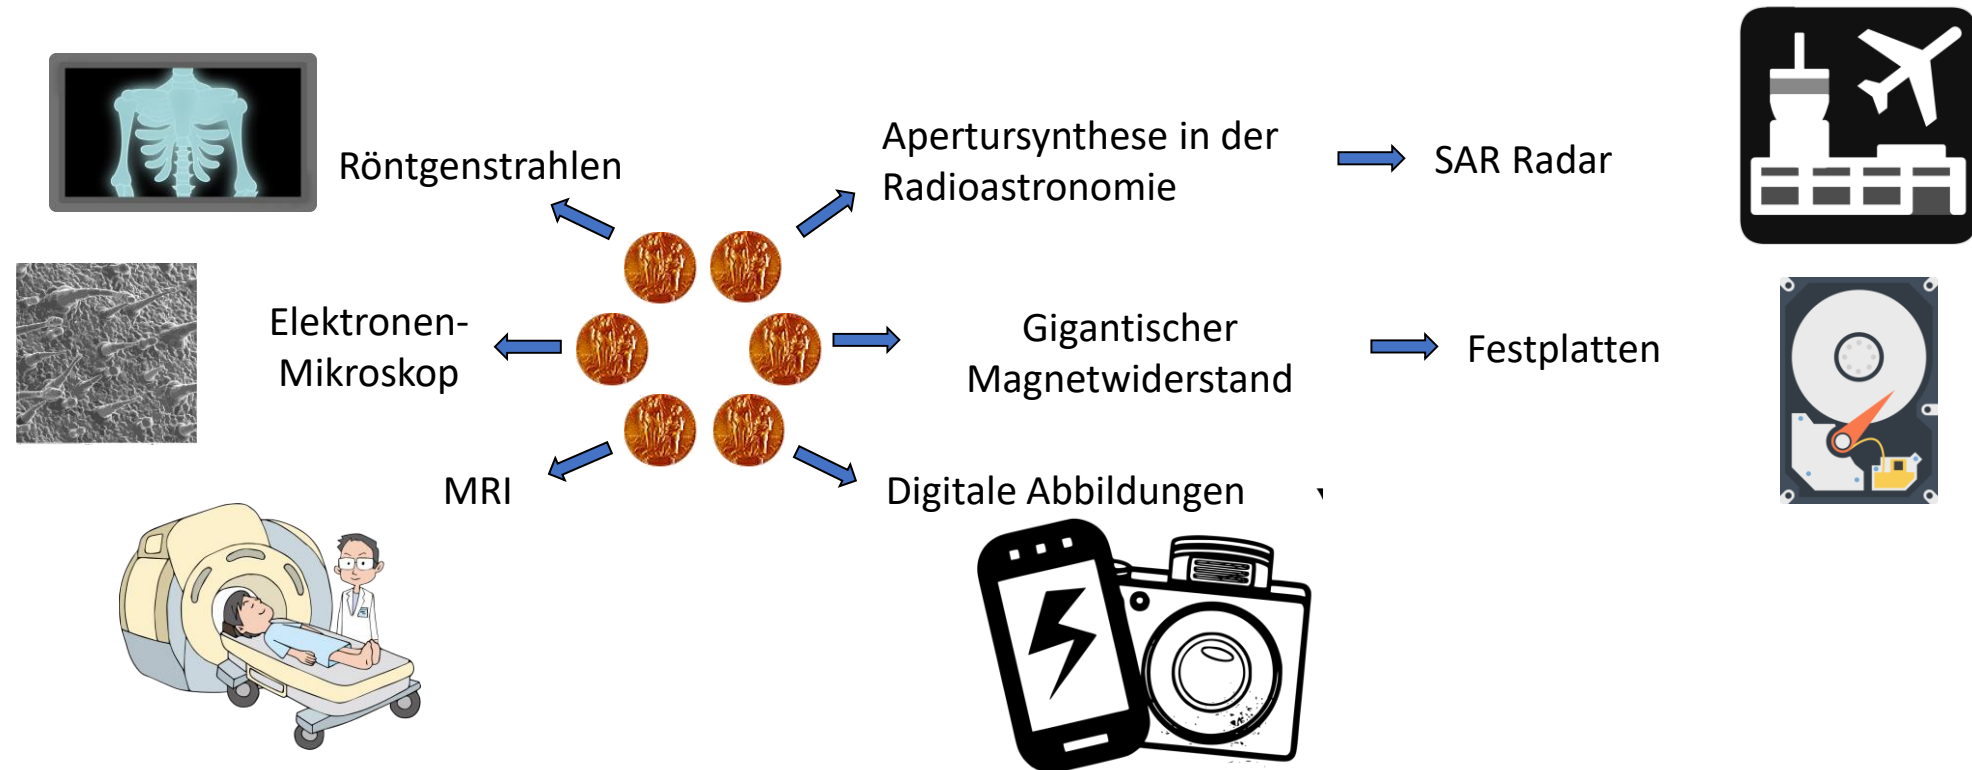 Röntgenstrahlen
Apertursynthese in der
Radioastronomie
SAR Radar
Elektronen-
Mikroskop
Gigantischer
Magnetwiderstand
Festplatten
MRI
Digitale Abbildungen